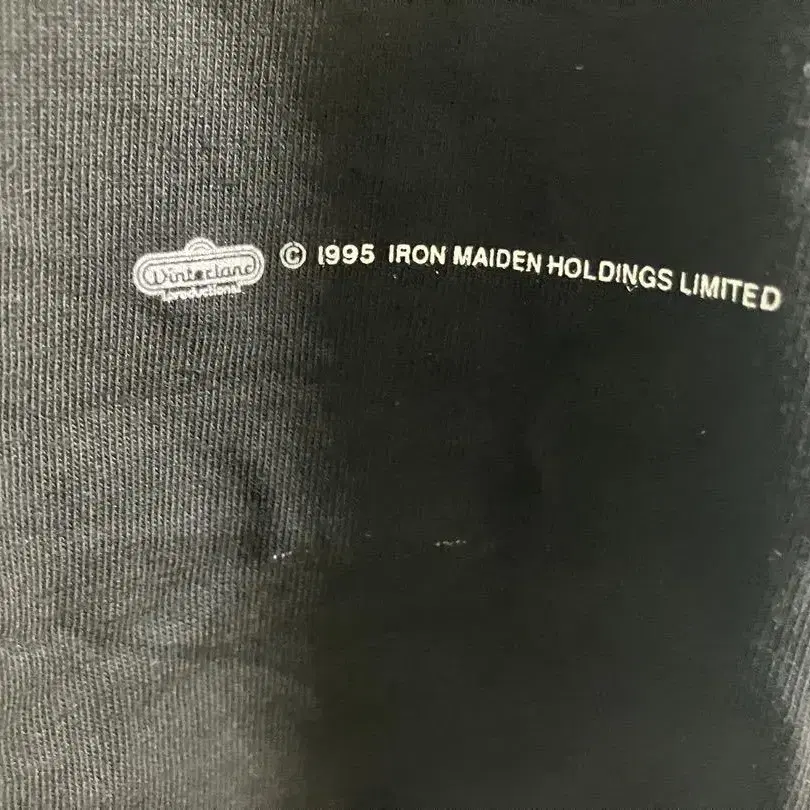 Winterland © 1995 IRON MAIDEN HOLDINGS LIMITED
productions